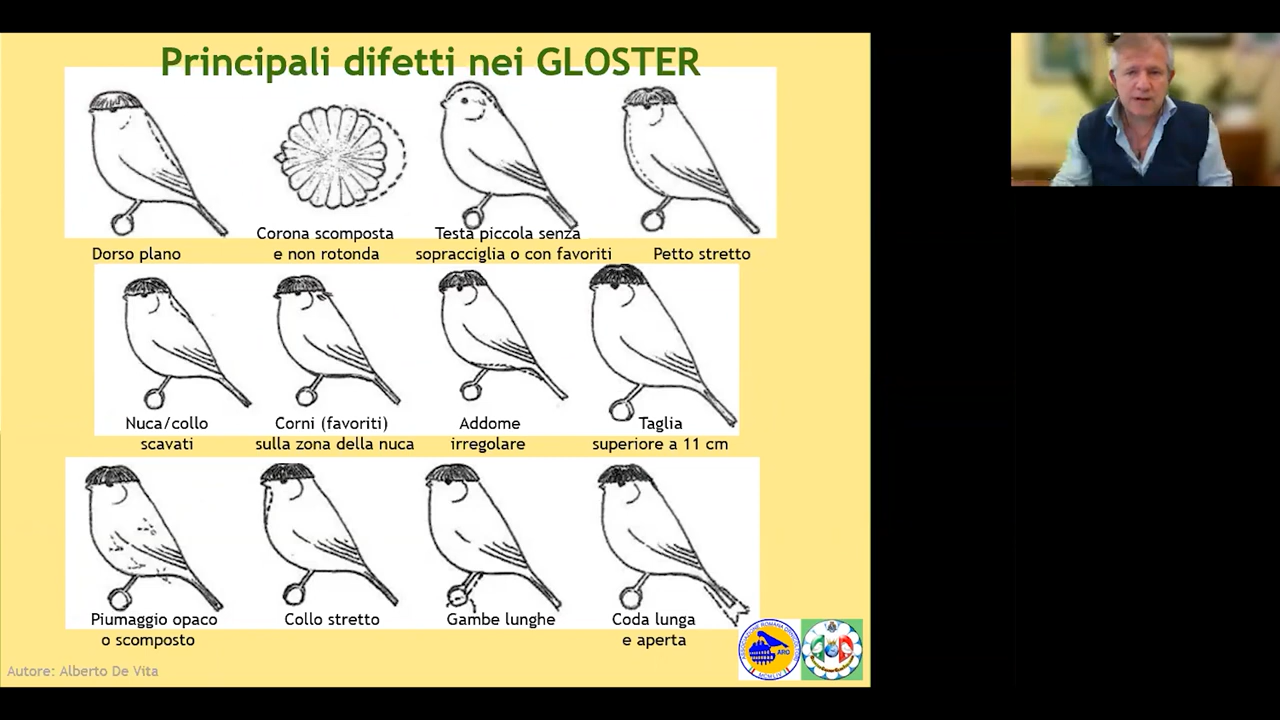 Principali difetti nei GLOSTER
Dorso plano
Corona scomposta
e non rotonda
Testa piccola senza
sopracciglia o con favoriti
Petto stretto
Nuca/collo
scavati
Corni (favoriti)
sulla zona della nuca
Addome
irregolare
Taglia
superiore a 11 cm
Piumaggio opaco
o scomposto
Collo stretto
Gambe lunghe
Coda lunga
e aperta
ARO
Autore: Alberto De Vita